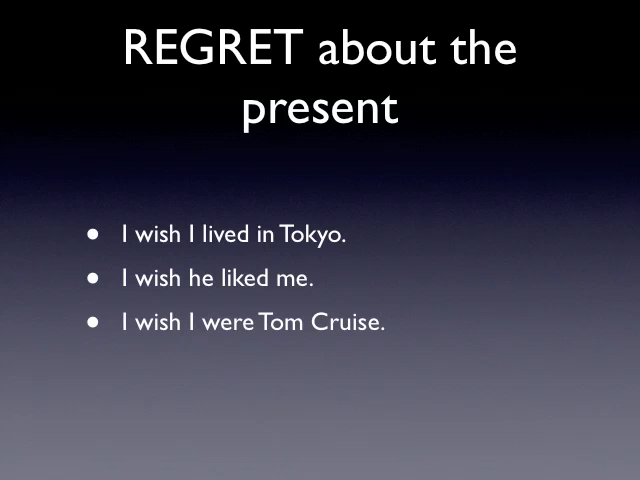 REGRET about the
present
• I wish I lived in Tokyo.
• I wish he liked me.
• I wish I were Tom Cruise.